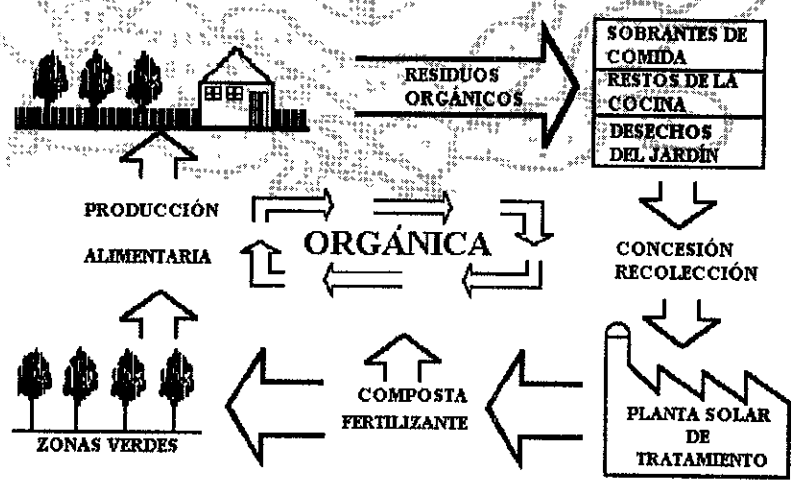 SOBRANTES DE
COMIDA
RESTOS DE LA
COCINA
DESECHOS
DEL JARDÍN
RESIDUOS
ORGÁNICOS
PRODUCCIÓN
ALIMENTARIA
ORGÁNICA
CONCESIÓN
RECOLECCIÓN
COMPOSTA
FERTILIZANTE
ZONAS VERDES
PLANTA SOLAR
DE
TRATAMIENTO